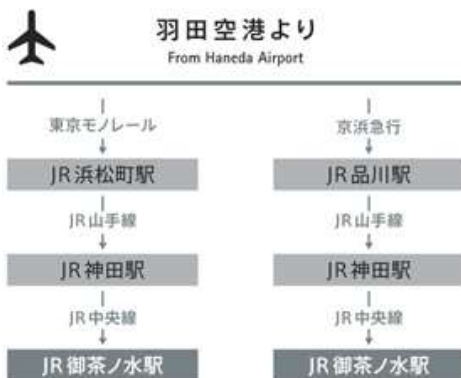 羽田空港より
From Haneda Airport
東京モノレール
JR浜松町駅
JR山手線
JR神田駅
JR中央線
JR御茶ノ水駅
京浜急行
JR品川駅
JR山手線
JR神田駅
JR中央線
JR御茶ノ水駅